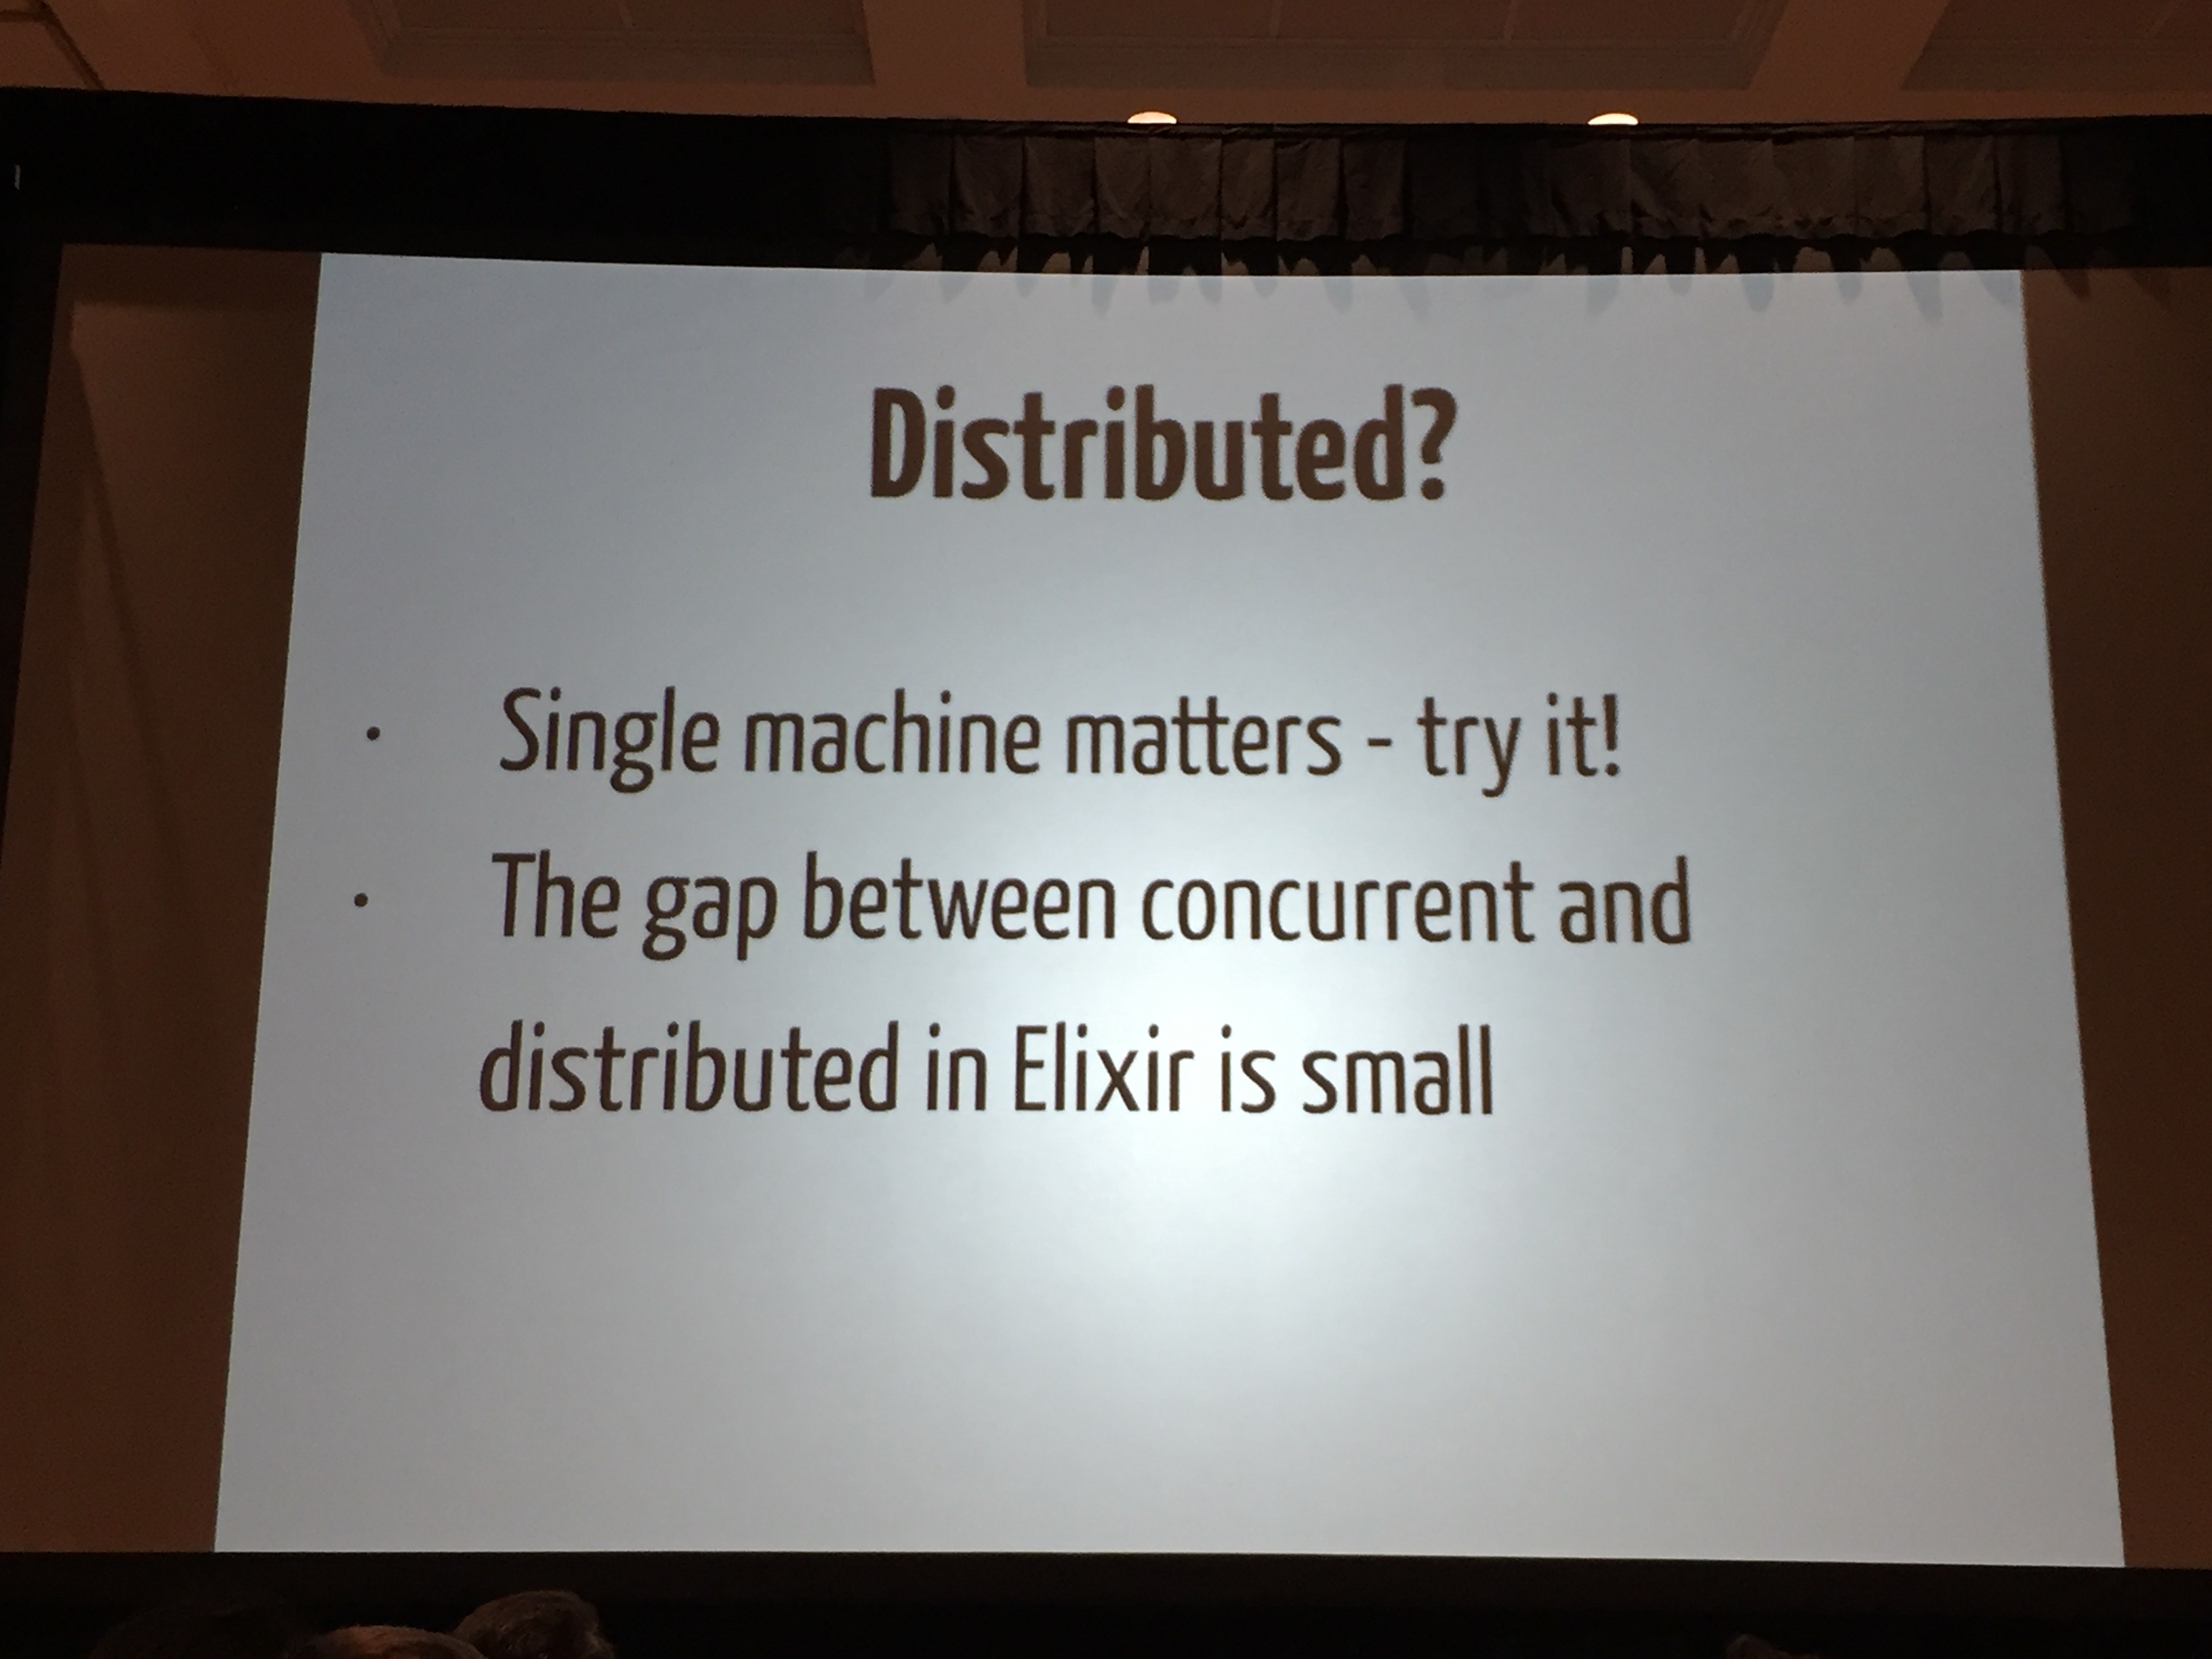 Distributed?
· Single machine matters - try it!
· The gap between concurrent and
distributed in Elixir is small